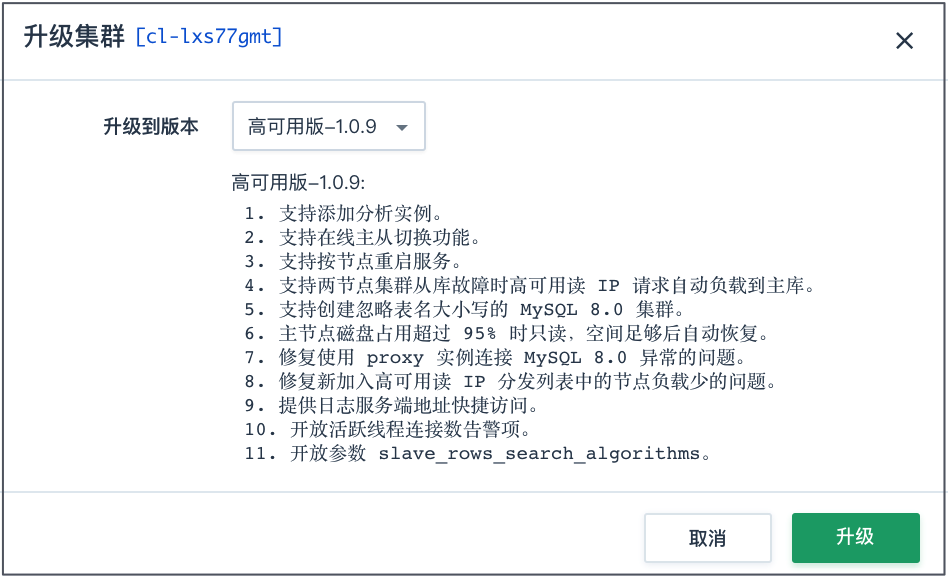 升级集群 [cl-lxs77gmt]
升级到版本 高可用版-1.0.9
高可用版-1.0.9:
1. 支持添加分析实例。
2. 支持在线主从切换功能。
3. 支持按节点重启服务。
4. 支持两节点集群从库故障时高可用读 IP 请求自动负载到主库。
5. 支持创建忽略表名大小写的 MySQL 8.0 集群。
6. 主节点磁盘占用超过 95% 时只读，空间足够后自动恢复。
7. 修复使用 proxy 实例连接 MySQL 8.0 异常的问题。
8. 修复新加入高可用读 IP 分发列表中的节点负载少的问题。
9. 提供日志服务端地址快捷访问。
10. 开放活跃线程连接数告警项。
11. 开放参数 slave_rows_search_algorithms。
取消 升级